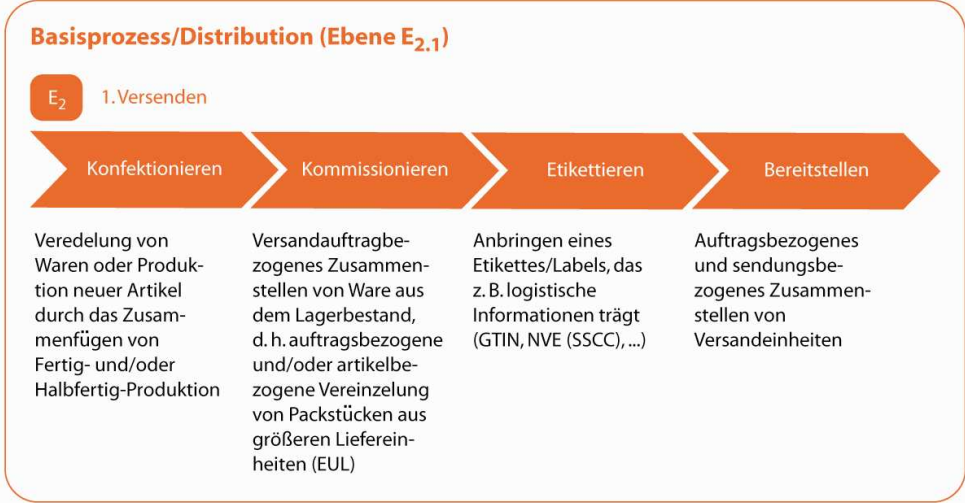 Basisprozess/Distribution (Ebene E2.1)
E2 1. Versenden
Konfektionieren
Kommissionieren
Etikettieren
Bereitstellen
Veredelung von
Waren oder Produk-
tion neuer Artikel
durch das Zusam-
menfügen von
Fertig- und/oder
Halbfertig-Produktion
Versandauftragbe-
zogenes Zusammen-
stellen von Ware aus
dem Lagerbestand,
d. h. auftragsbezogene
und/oder artikelbe-
zogene Vereinzelung
von Packstücken aus
größeren Liefereín-
heiten (EUL)
Anbringen eines
Etikettes/Labels, das
z. B. logistische
Informationen trägt
(GTIN, NVE (SSCC), ...)
Auftragsbezogenes
und sendungsbe-
zogenes Zusammen-
stellen von
Versandeinheiten